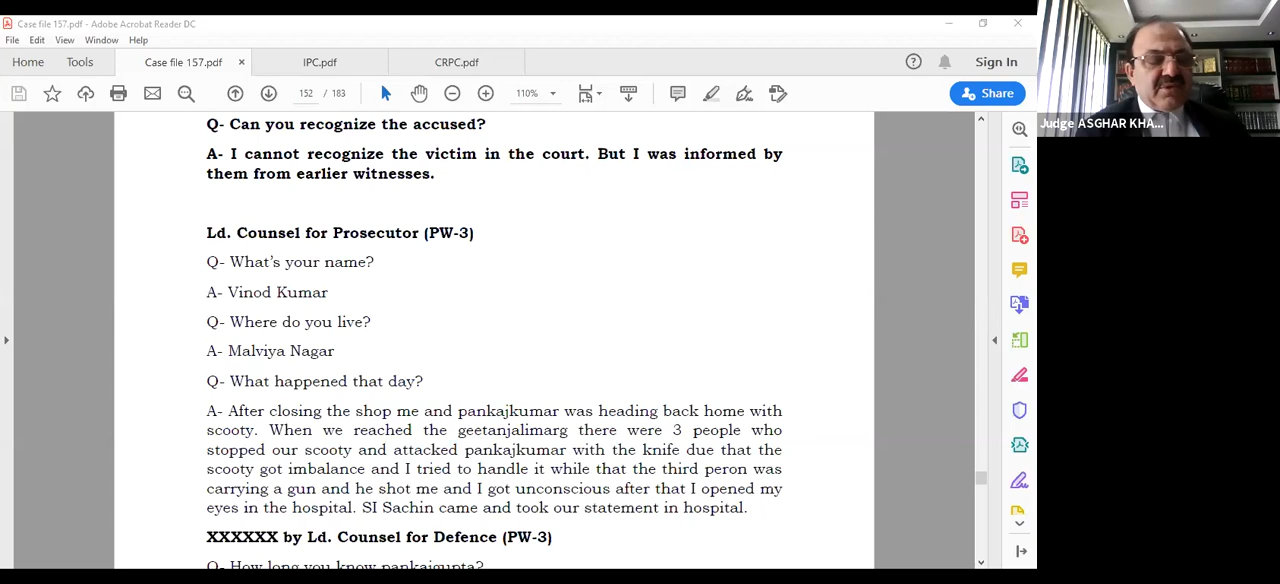 Case file 157.pdf - Adobe Acrobat Reader DC
File Edit View Window Help
Home Tools Case file 157.pdf × IPC.pdf CRPC.pdf Sign In
152 / 183 110% Share
Q- Can you recognize the accused?
A- I cannot recognize the victim in the court. But I was informed by
them from earlier witnesses.
Ld. Counsel for Prosecutor (PW-3)
Q- What's your name?
A- Vinod Kumar
Q- Where do you live?
A- Malviya Nagar
Q- What happened that day?
A- After closing the shop me and pankajkumar was heading back home with
scooty. When we reached the geetanjalimarg there were 3 people who
stopped our scooty and attacked pankajkumar with the knife due that the
scooty got imbalance and I tried to handle it while that the third peron was
carrying a gun and he shot me and I got unconscious after that I opened my
eyes in the hospital. SI Sachin came and took our statement in hospital.
XXXXXX by Ld. Counsel for Defence (PW-3)
Q- How long you know pankajgupta?
Judge ASGHAR KHA...